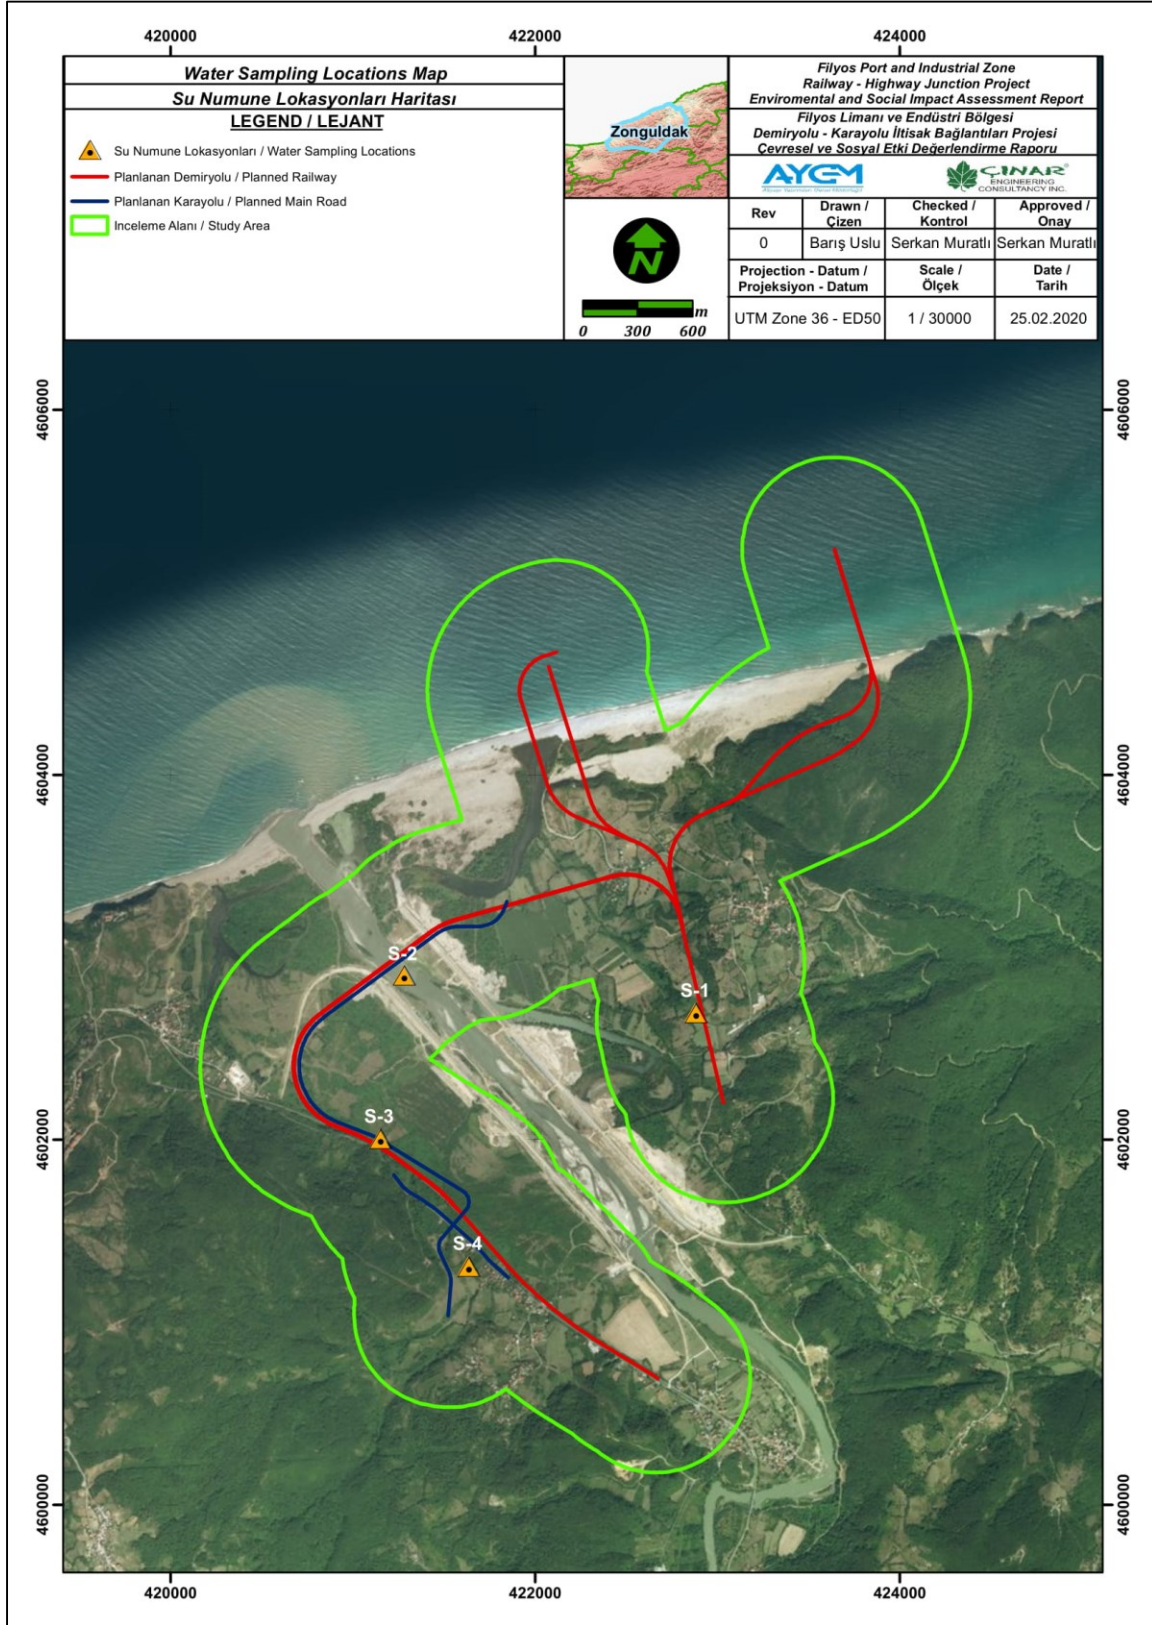 420000 422000 424000
Water Sampling Locations Map
Su Numune Lokasyonları Haritası
LEGEND / LEJANT
Su Numune Lokasyonları / Water Sampling Locations
Planlanan Demiryolu / Planned Railway
Planlanan Karayolu / Planned Main Road
İnceleme Alanı / Study Area
Zonguldak
N
m
0 300 600
Filyos Port and Industrial Zone
Railway - Highway Junction Project
Enviromental and Social Impact Assessment Report
Filyos Limanı ve Endüstri Bölgesi
Demiryolu - Karayolu İltisak Bağlantıları Projesi
Çevresel ve Sosyal Etki Değerlendirme Raporu
AYGM
ÇINAR®
ENGINEERING
CONSULTANCY INC.
Rev Drawn / Çizen Checked / Kontrol Approved / Onay
0 Barış Uslu Serkan Muratlı Serkan Muratlı
Projection - Datum / Projeksiyon - Datum Scale / Ölçek Date / Tarih
UTM Zone 36 - ED50 1 / 30000 25.02.2020
4606000 4606000
4604000 4604000
S-2
S-1
S-3
4602000 4602000
S-4
4600000 4600000
420000 422000 424000